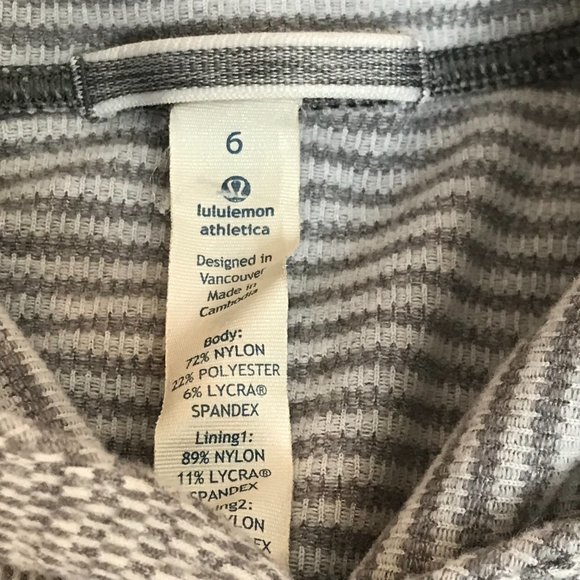 6
lululemon
athletica
Designed in
Vancouver
Made in
Cambodia
Body:
72% NYLON
22% POLYESTER
6% LYCRA®
SPANDEX
Lining1:
89% NYLON
11% LYCRA®
SPANDEX